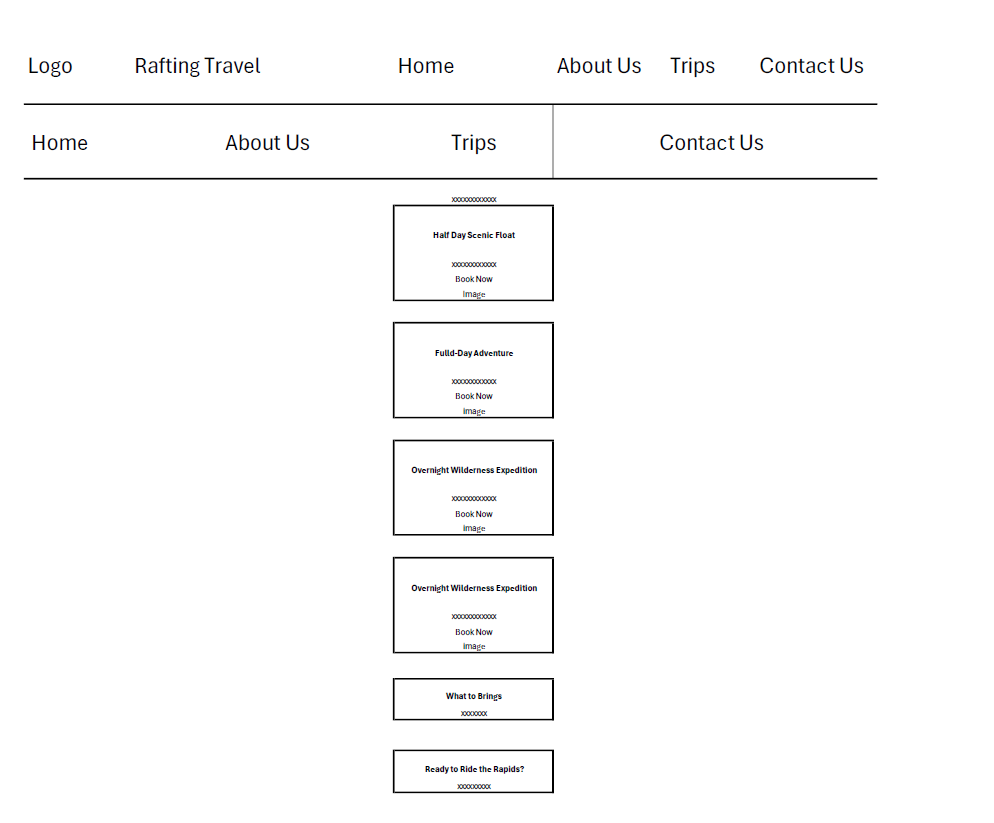 Logo Rafting Travel Home About Us Trips Contact Us
Home About Us Trips Contact Us
xxxxxxxxxxxx
Half Day Scenic Float
xxxxxxxxxxxx
Book Now
image
Fulld-Day Adventure
xxxxxxxxxxxx
Book Now
image
Overnight Wilderness Expedition
xxxxxxxxxxxx
Book Now
image
Overnight Wilderness Expedition
xxxxxxxxxxxx
Book Now
image
What to Brings
xxxxxxx
Ready to Ride the Rapids?
xxxxxxxxx